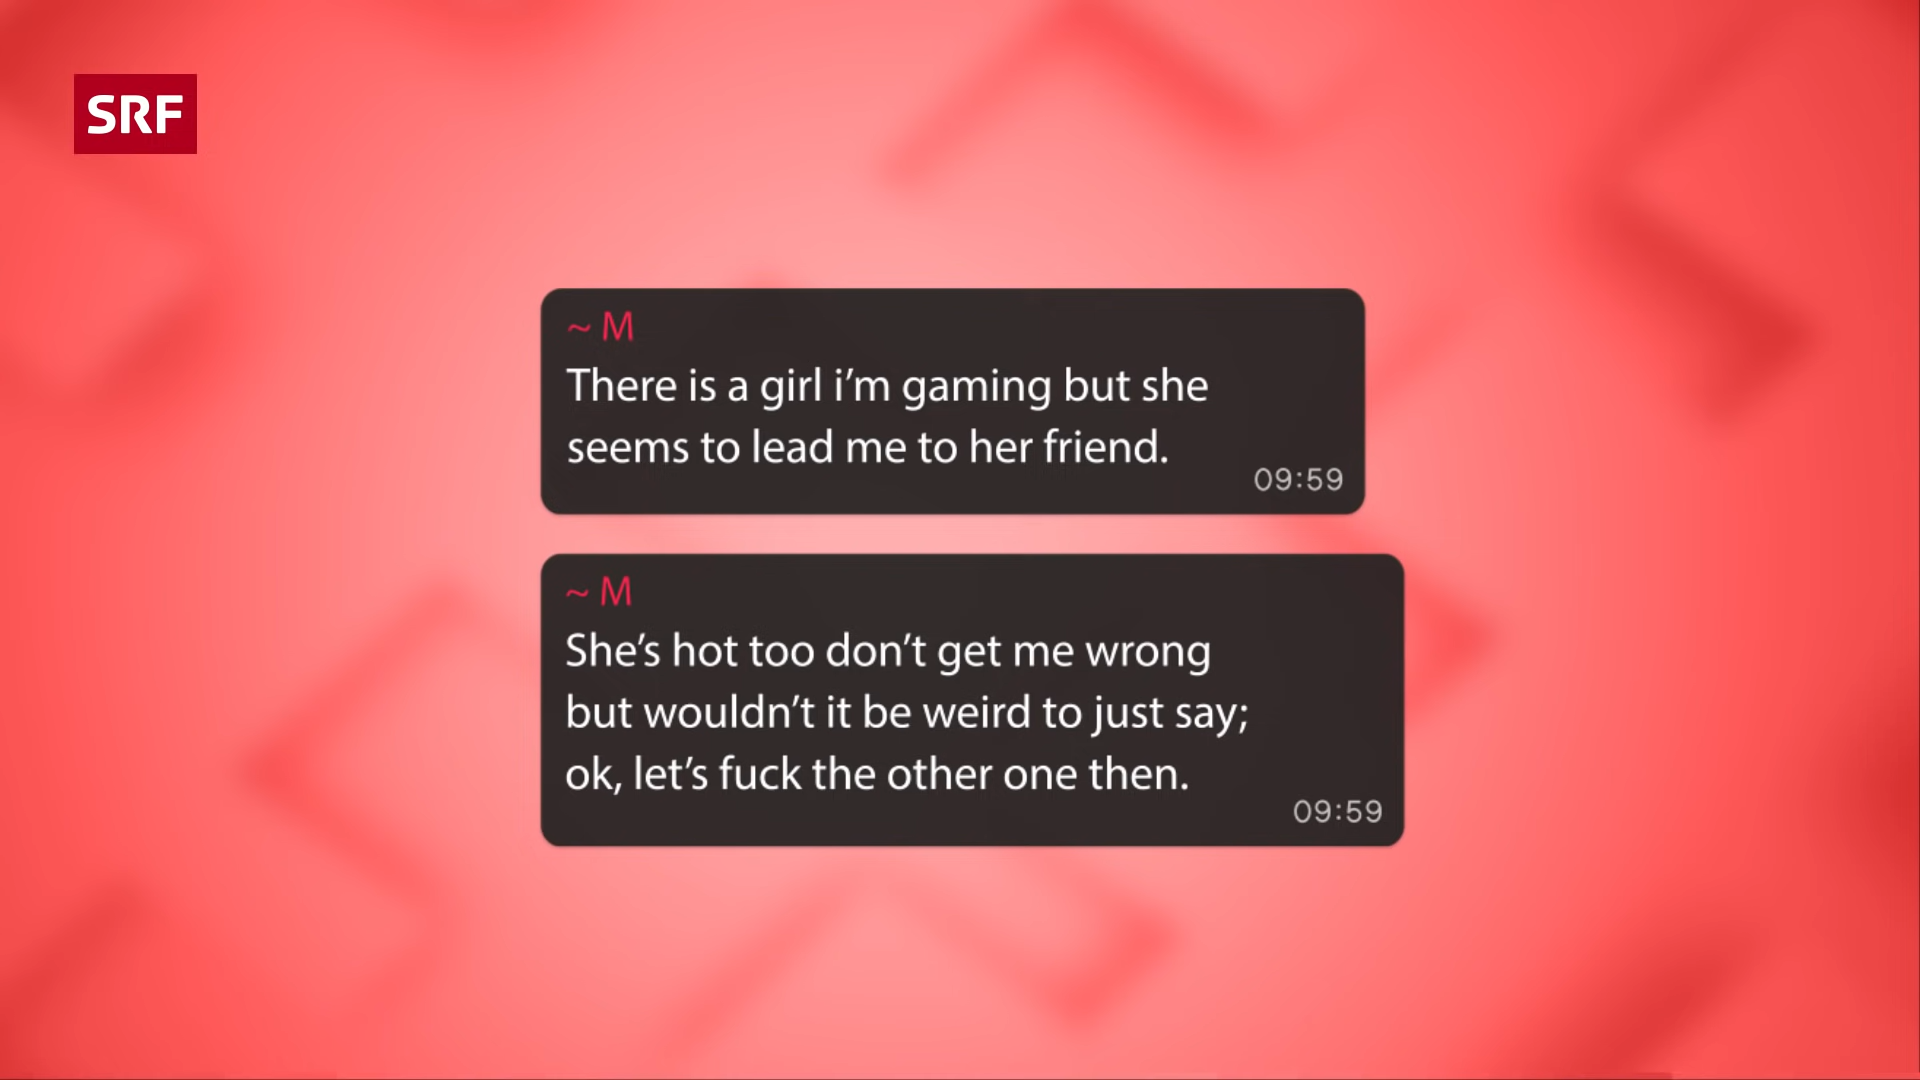 SRF
~ M
There is a girl i’m gaming but she
seems to lead me to her friend.
09:59
~ M
She’s hot too don’t get me wrong
but wouldn’t it be weird to just say;
ok, let’s fuck the other one then.
09:59